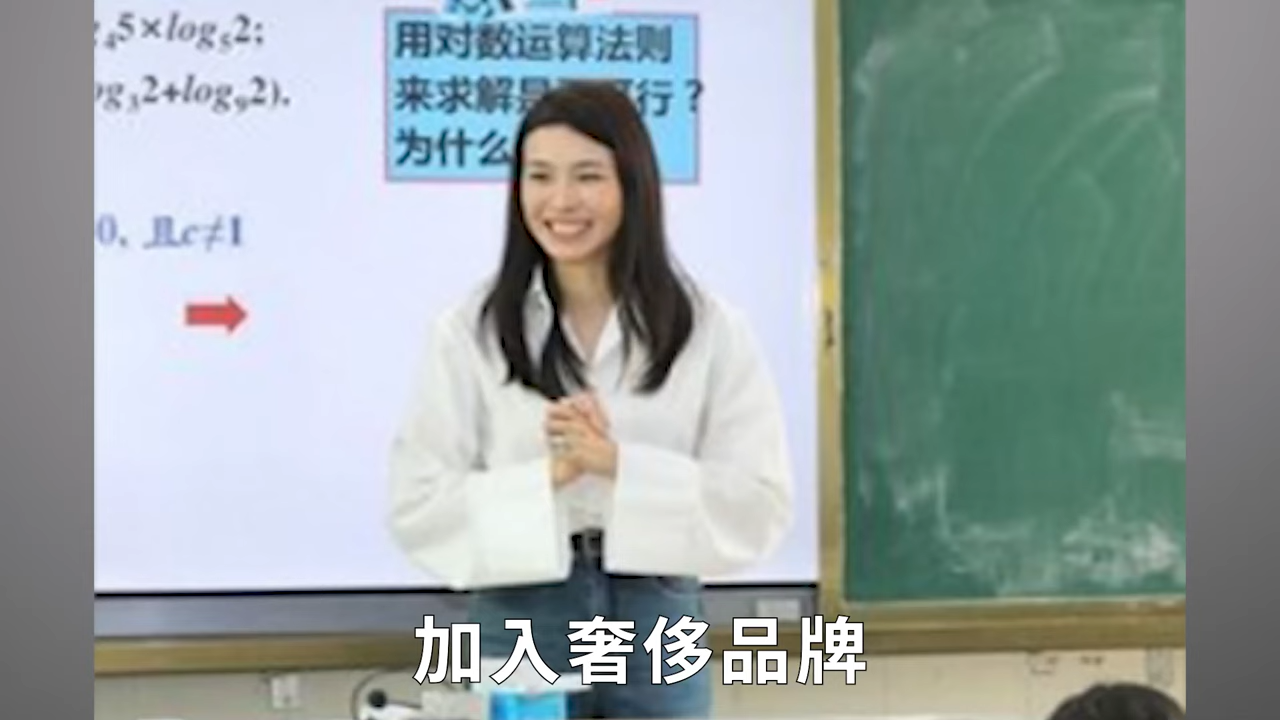 45×log52;
32+log92).
用对数运算法则
来求解是 行？
为什么
0, 且c≠1
加入奢侈品牌